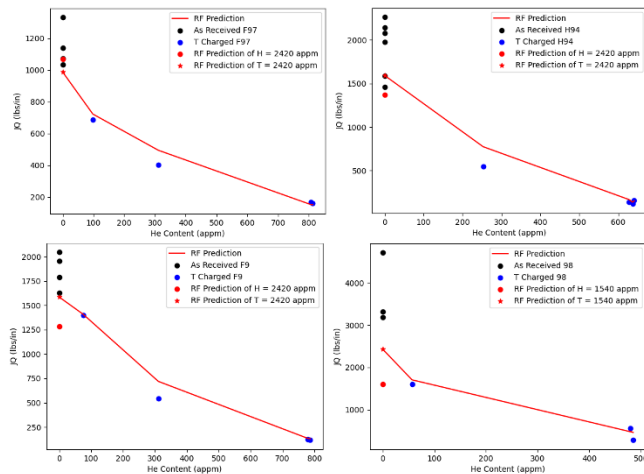 RF Prediction
As Received F97
T Charged F97
RF Prediction of H = 2420 appm
RF Prediction of T = 2420 appm
1200
1000
800
600
400
200
JQ (lbs/in)
0 100 200 300 400 500 600 700 800
He Content (appm)
RF Prediction
As Received H94
T Charged H94
RF Prediction of H = 2420 appm
RF Prediction of T = 2420 appm
2000
1500
1000
500
JQ (lbs/in)
0 100 200 300 400 500 600
He Content (appm)
RF Prediction
As Received F9
T Charged F9
RF Prediction of H = 2420 appm
RF Prediction of T = 2420 appm
2000
1750
1500
1250
1000
750
500
250
JQ (lbs/in)
0 100 200 300 400 500 600 700 800
He Content (appm)
RF Prediction
As Received 98
T Charged 98
RF Prediction of H = 1540 appm
RF Prediction of T = 1540 appm
4000
3000
2000
1000
JQ (lbs/in)
0 100 200 300 400 500
He Content (appm)